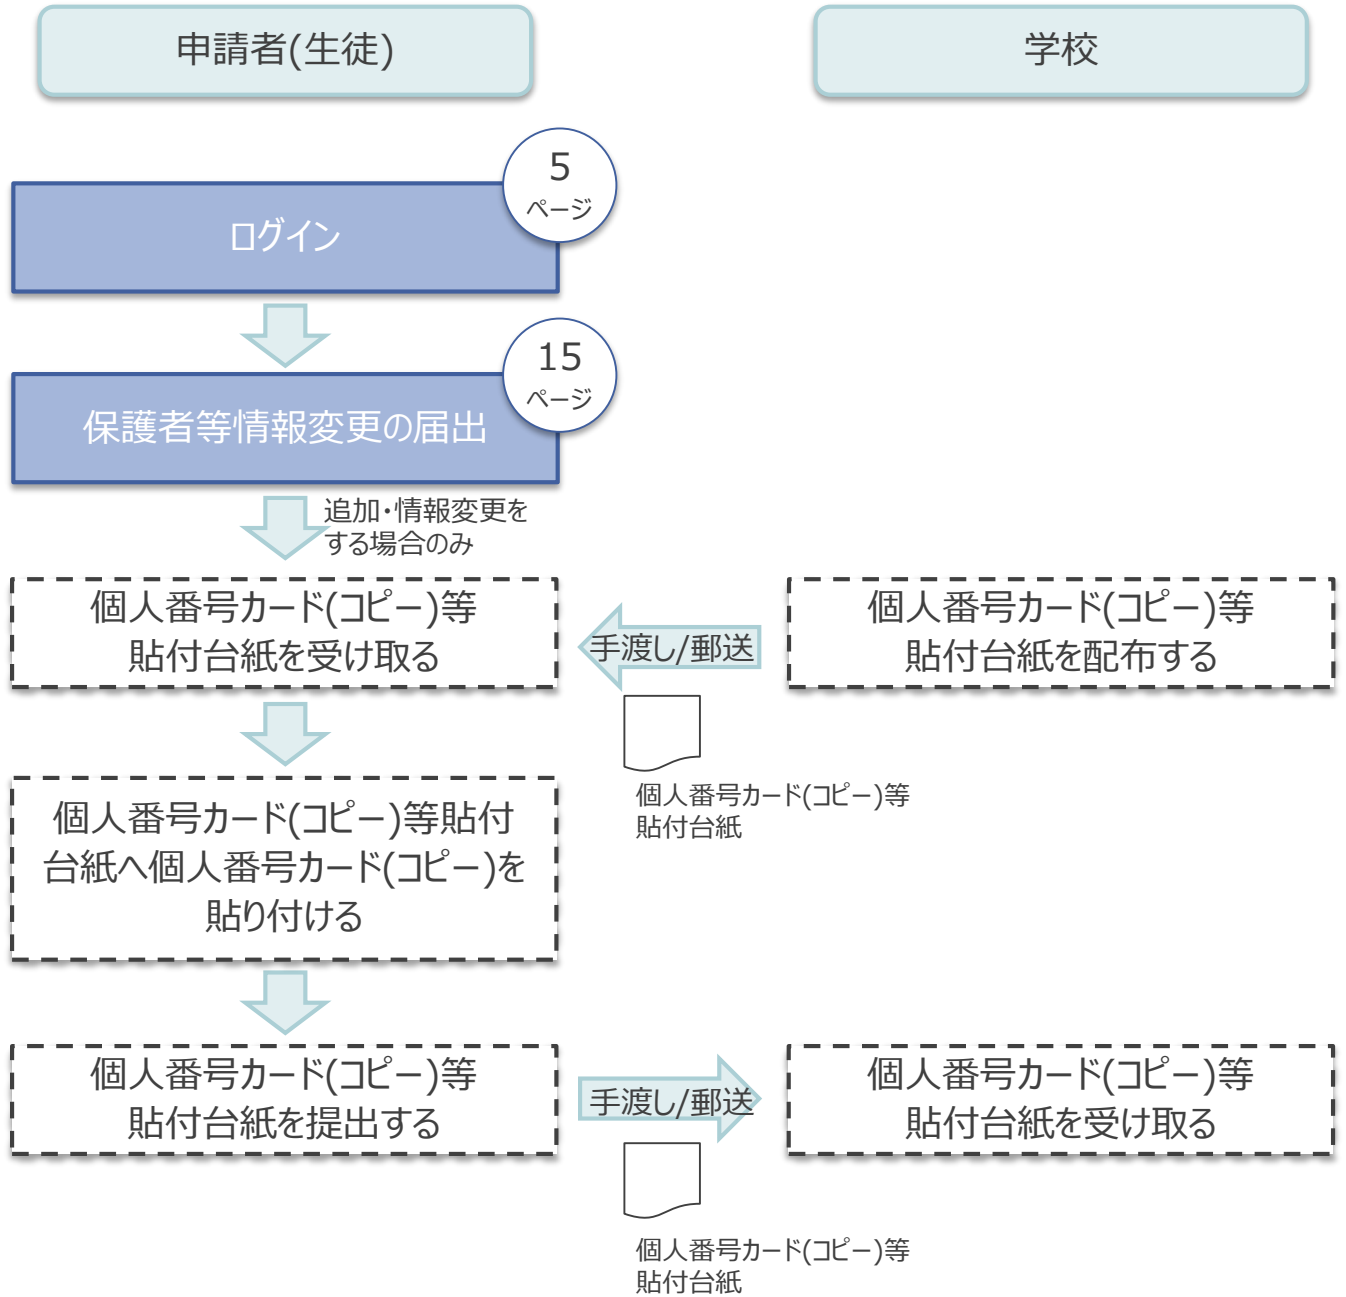 申請者(生徒)
学校
5
ページ
ログイン
15
ページ
保護者等情報変更の届出
追加・情報変更を
する場合のみ
個人番号カード(コピー)等
貼付台紙を受け取る
手渡し/郵送
個人番号カード(コピー)等
貼付台紙を配布する
個人番号カード(コピー)等
貼付台紙
個人番号カード(コピー)等貼付
台紙へ個人番号カード(コピー)を
貼り付ける
個人番号カード(コピー)等
貼付台紙を提出する
手渡し/郵送
個人番号カード(コピー)等
貼付台紙を受け取る
個人番号カード(コピー)等
貼付台紙